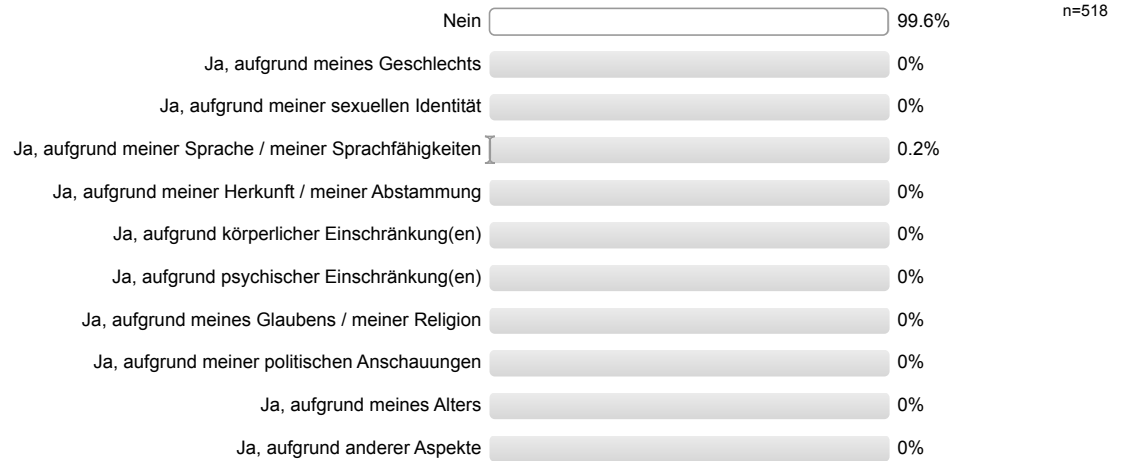 Nein 99.6% n=518
Ja, aufgrund meines Geschlechts 0%
Ja, aufgrund meiner sexuellen Identität 0%
Ja, aufgrund meiner Sprache / meiner Sprachfähigkeiten 0.2%
Ja, aufgrund meiner Herkunft / meiner Abstammung 0%
Ja, aufgrund körperlicher Einschränkung(en) 0%
Ja, aufgrund psychischer Einschränkung(en) 0%
Ja, aufgrund meines Glaubens / meiner Religion 0%
Ja, aufgrund meiner politischen Anschauungen 0%
Ja, aufgrund meines Alters 0%
Ja, aufgrund anderer Aspekte 0%